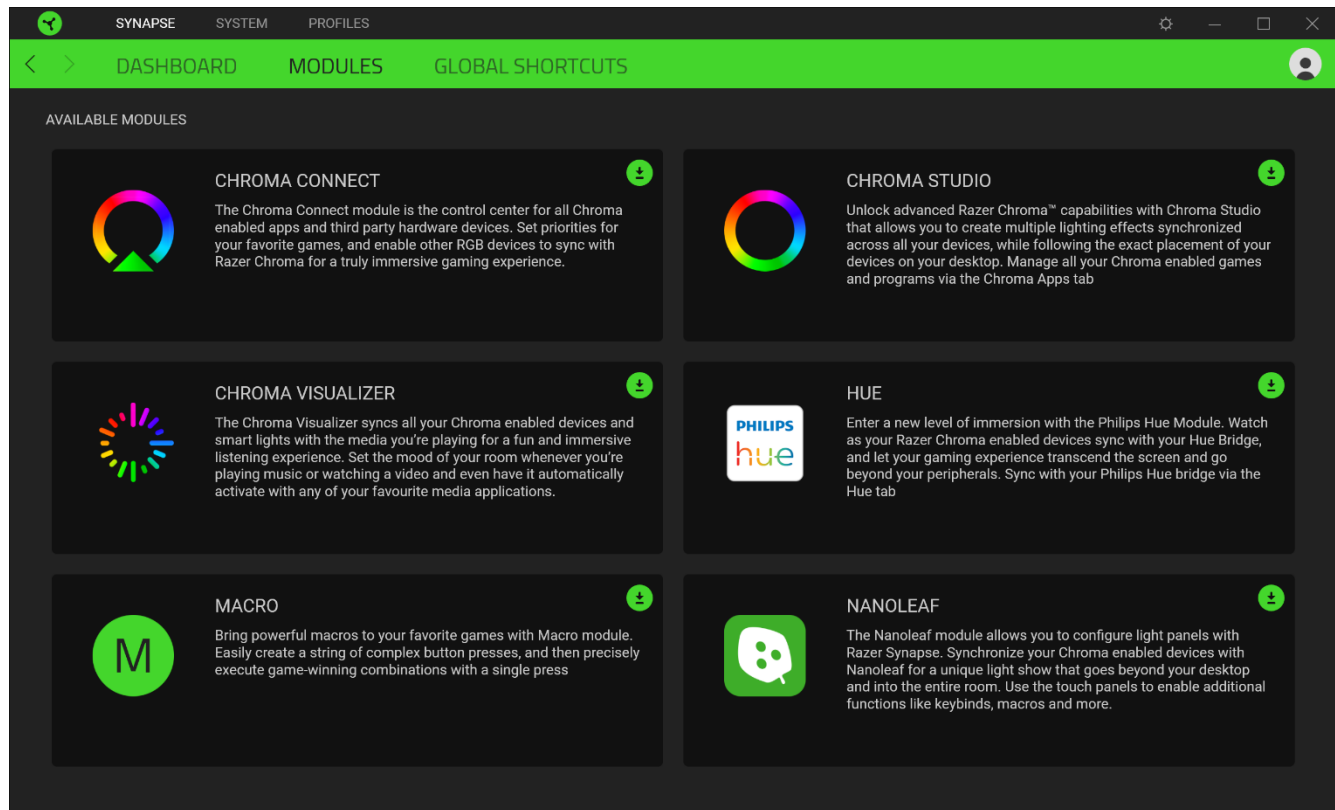 SYNAPSE SYSTEM PROFILES
DASHBOARD MODULES GLOBAL SHORTCUTS
AVAILABLE MODULES
CHROMA CONNECT
The Chroma Connect module is the control center for all Chroma
enabled apps and third party hardware devices. Set priorities for
your favorite games, and enable other RGB devices to sync with
Razer Chroma for a truly immersive gaming experience.
CHROMA STUDIO
Unlock advanced Razer Chroma™ capabilities with Chroma Studio
that allows you to create multiple lighting effects synchronized
across all your devices, while following the exact placement of your
devices on your desktop. Manage all your Chroma enabled games
and programs via the Chroma Apps tab
CHROMA VISUALIZER
The Chroma Visualizer syncs all your Chroma enabled devices and
smart lights with the media you're playing for a fun and immersive
listening experience. Set the mood of your room whenever you're
playing music or watching a video and even have it automatically
activate with any of your favourite media applications.
PHILIPS
hue
HUE
Enter a new level of immersion with the Philips Hue Module. Watch
as your Razer Chroma enabled devices sync with your Hue Bridge,
and let your gaming experience transcend the screen and go
beyond your peripherals. Sync with your Philips Hue bridge via the
Hue tab
M
MACRO
Bring powerful macros to your favorite games with Macro module.
Easily create a string of complex button presses, and then precisely
execute game-winning combinations with a single press
NANOLEAF
The Nanoleaf module allows you to configure light panels with
Razer Synapse. Synchronize your Chroma enabled devices with
Nanoleaf for a unique light show that goes beyond your desktop
and into the entire room. Use the touch panels to enable additional
functions like keybinds, macros and more.